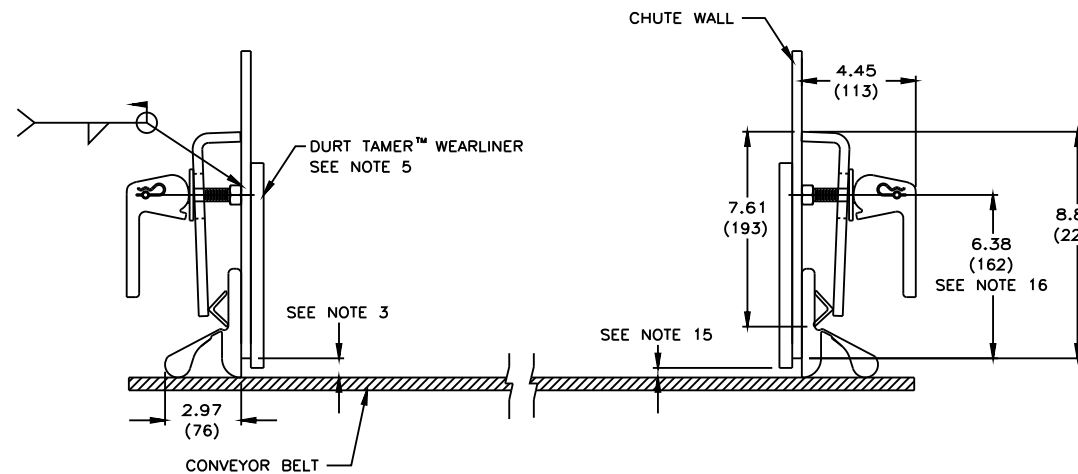 CHUTE WALL
4.45
(113)
DURT TAMER™ WEARLINER
SEE NOTE 5
7.61
(193)
6.38
(162)
SEE NOTE 16
SEE NOTE 3
SEE NOTE 15
2.97
(76)
CONVEYOR BELT